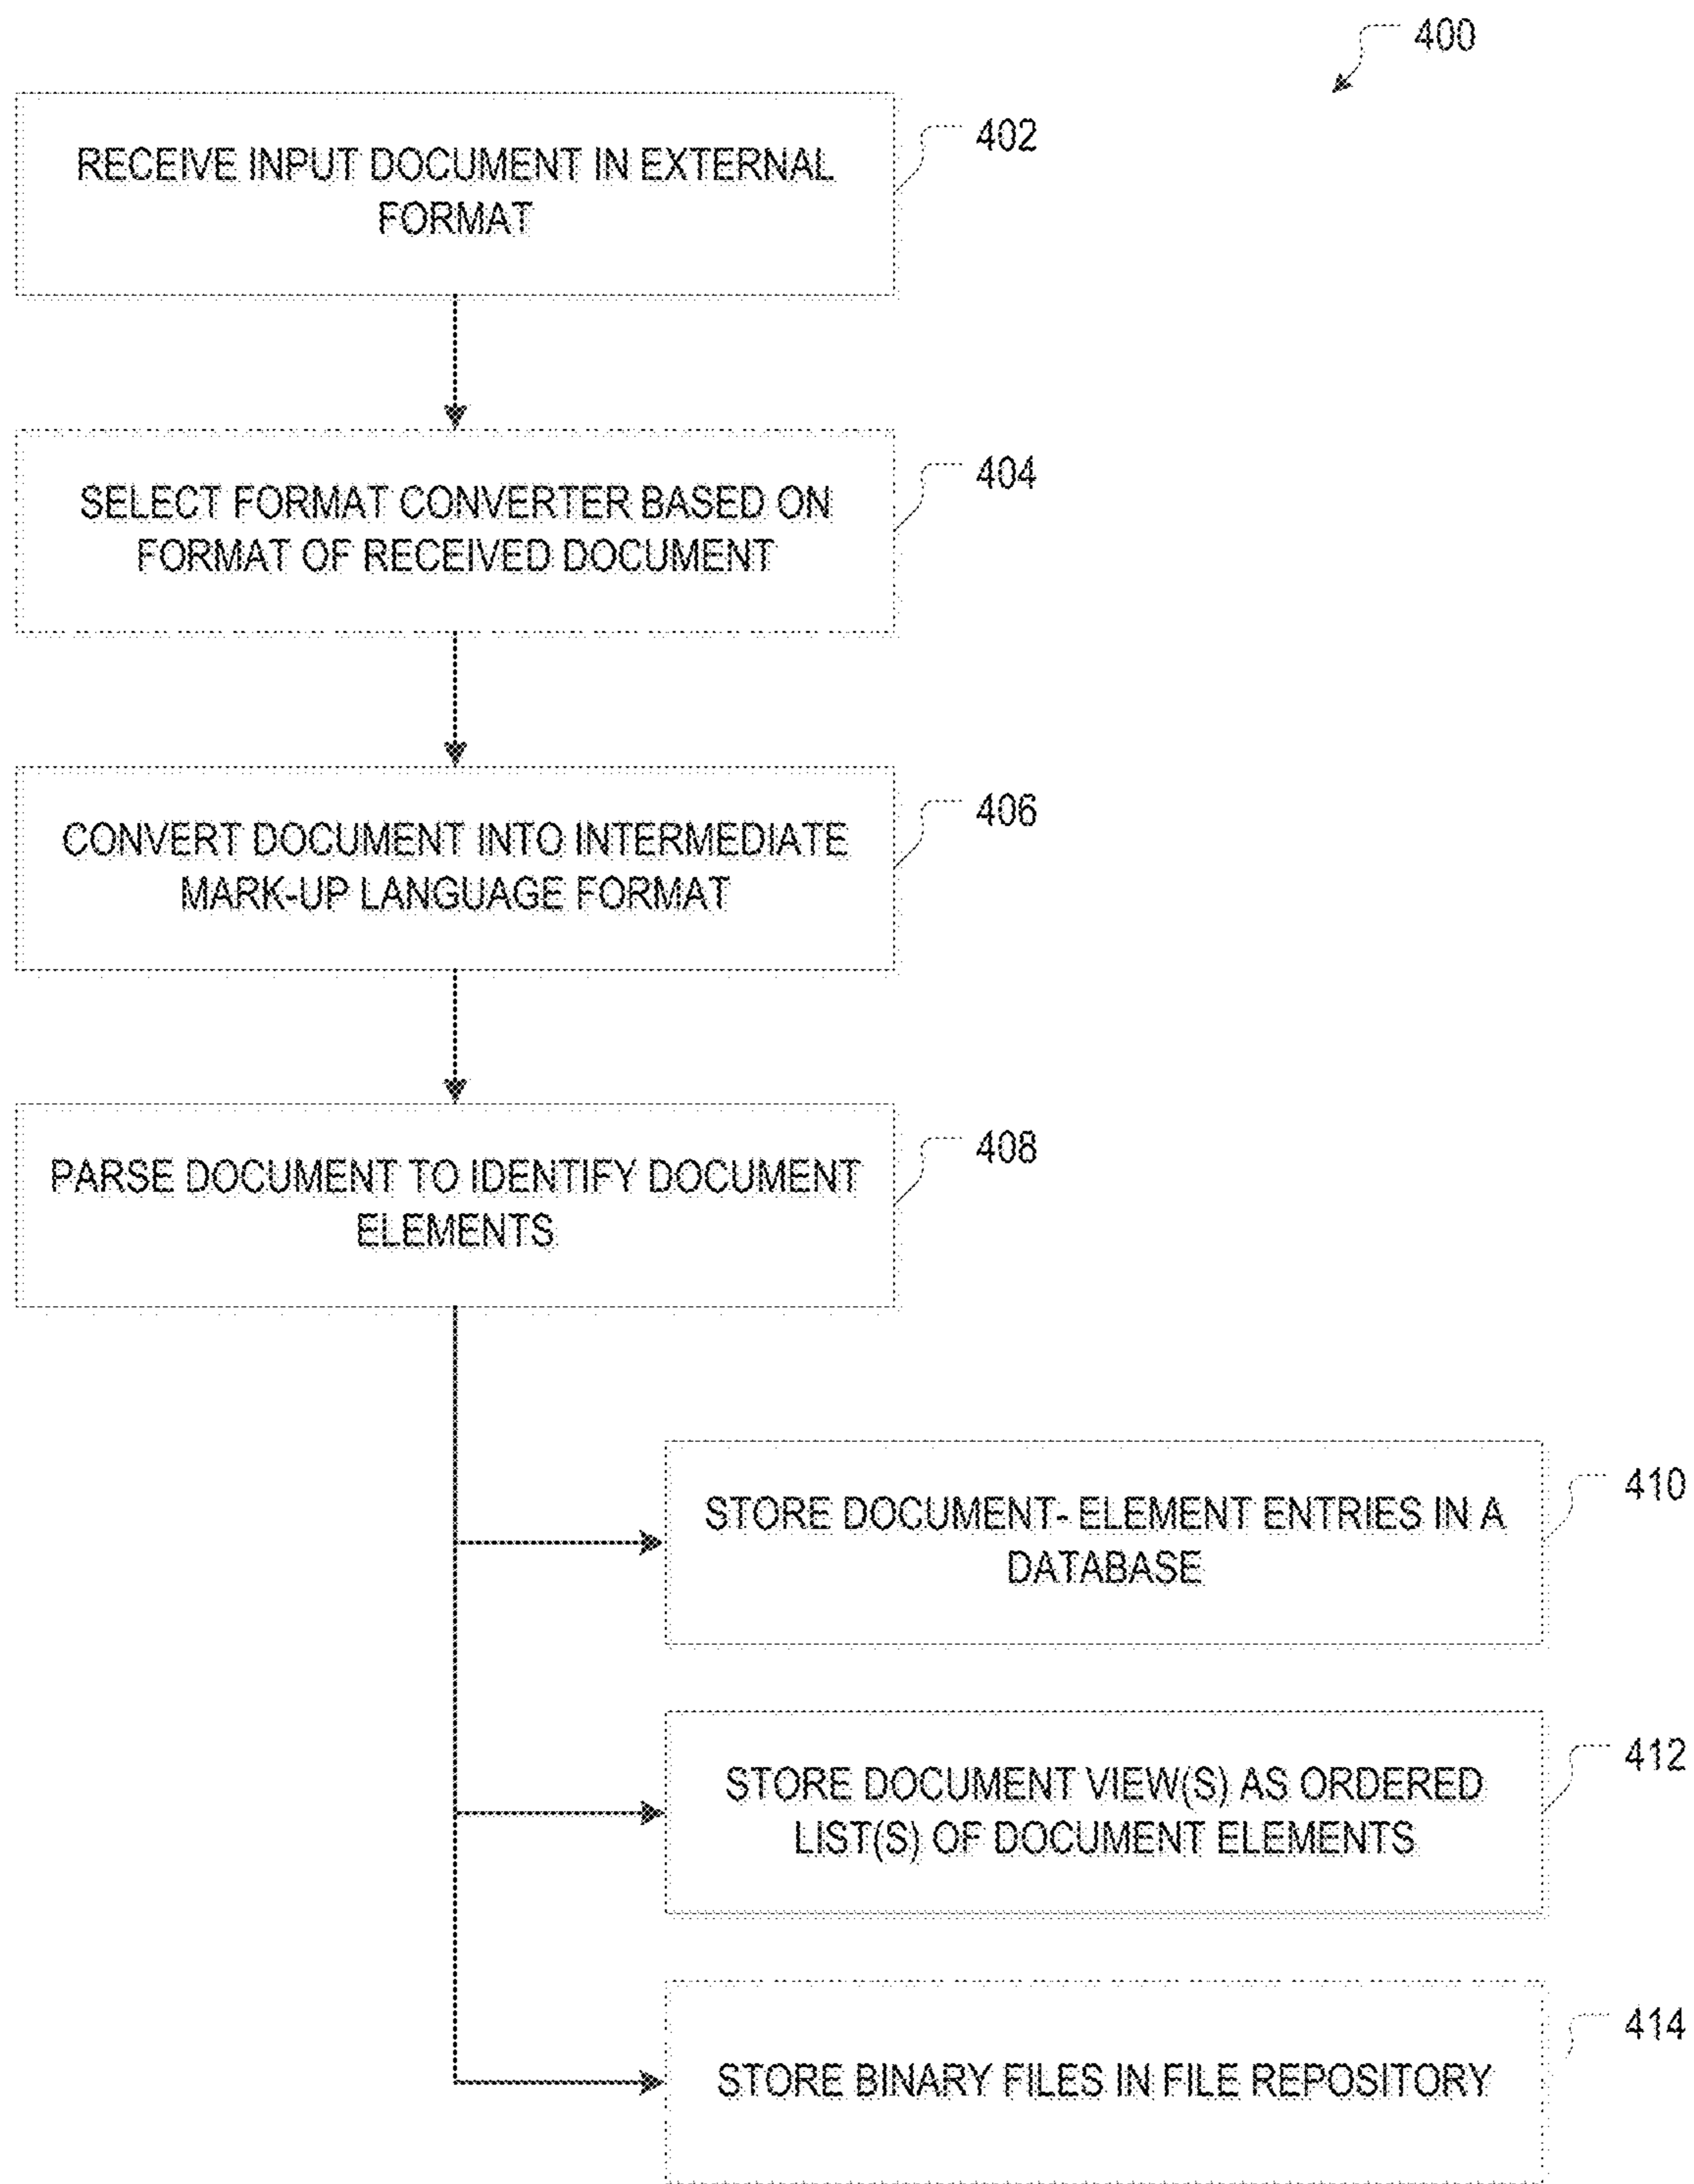 400
RECEIVE INPUT DOCUMENT IN EXTERNAL
FORMAT
402
SELECT FORMAT CONVERTER BASED ON
FORMAT OF RECEIVED DOCUMENT
404
CONVERT DOCUMENT INTO INTERMEDIATE
MARK-UP LANGUAGE FORMAT
406
PARSE DOCUMENT TO IDENTIFY DOCUMENT
ELEMENTS
408
STORE DOCUMENT- ELEMENT ENTRIES IN A
DATABASE
410
STORE DOCUMENT VIEW(S) AS ORDERED
LIST(S) OF DOCUMENT ELEMENTS
412
STORE BINARY FILES IN FILE REPOSITORY
414